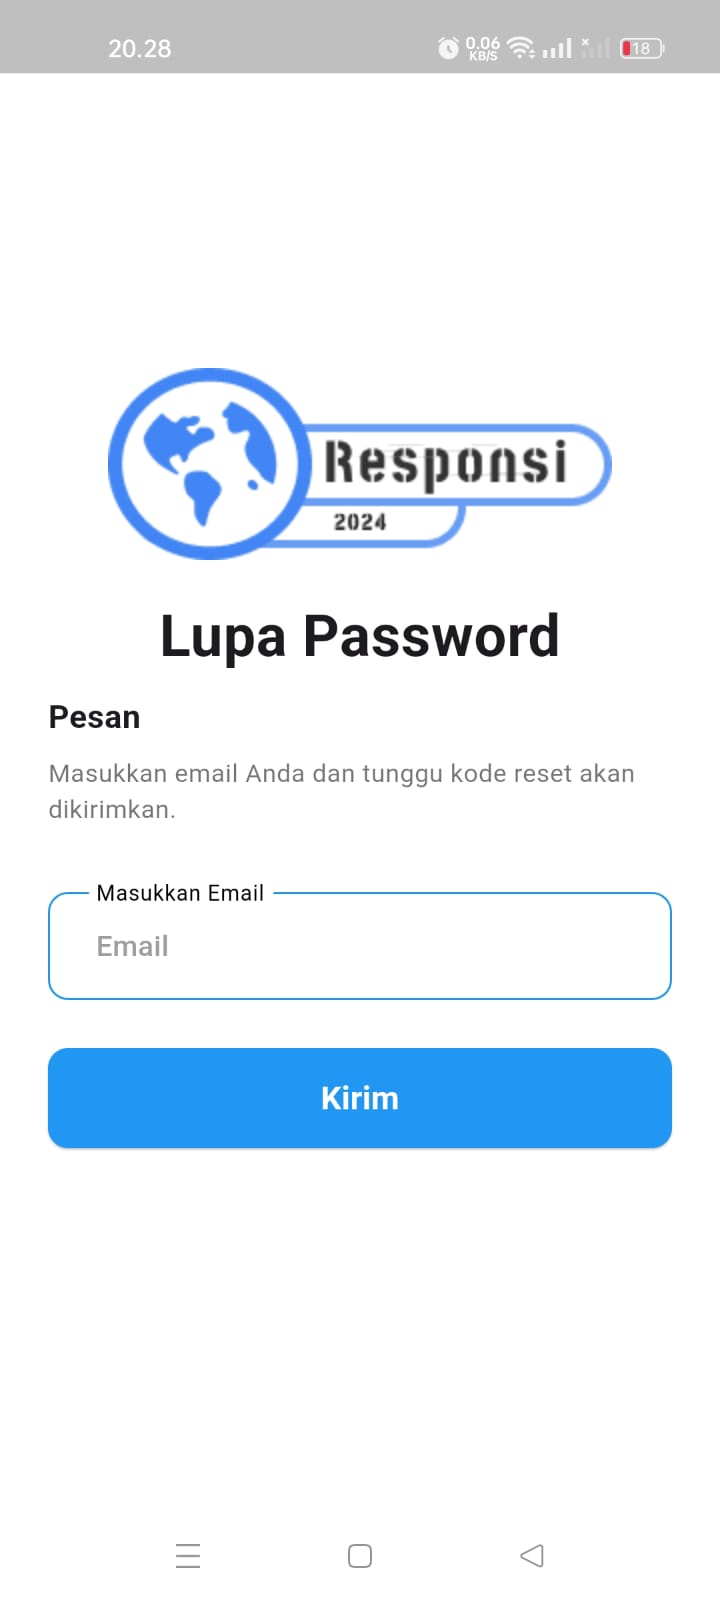 20.28
0.06
KB/S
18
Responsi
2024
Lupa Password
Pesan
Masukkan email Anda dan tunggu kode reset akan
dikirimkan.
Masukkan Email
Email
Kirim